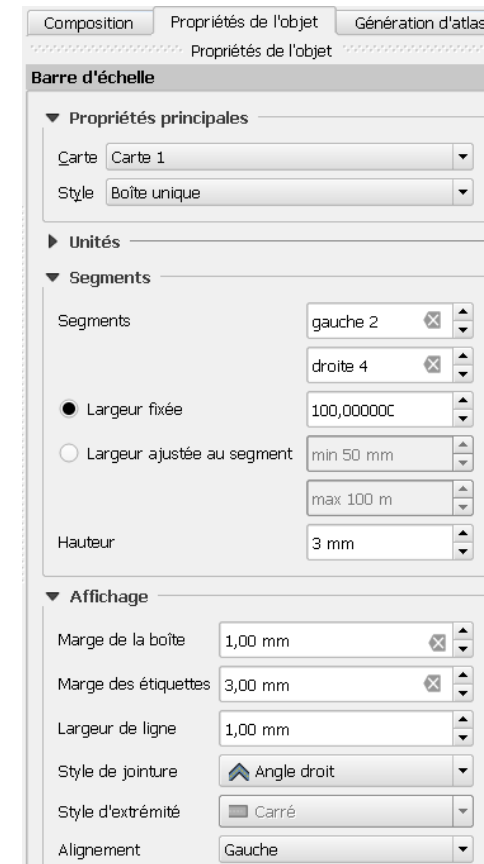 Composition Propriétés de l'objet Génération d'atlas
Propriétés de l'objet
Barre d'échelle
Propriétés principales
Carte Carte 1
Style Boîte unique
Unités
Segments
Segments gauche 2
droite 4
Largeur fixée 100,00000
Largeur ajustée au segment min 50 mm
max 100 m
Hauteur 3 mm
Affichage
Marge de la boîte 1,00 mm
Marge des étiquettes 3,00 mm
Largeur de ligne 1,00 mm
Style de jointure Angle droit
Style d'extrémité Carré
Alignement Gauche